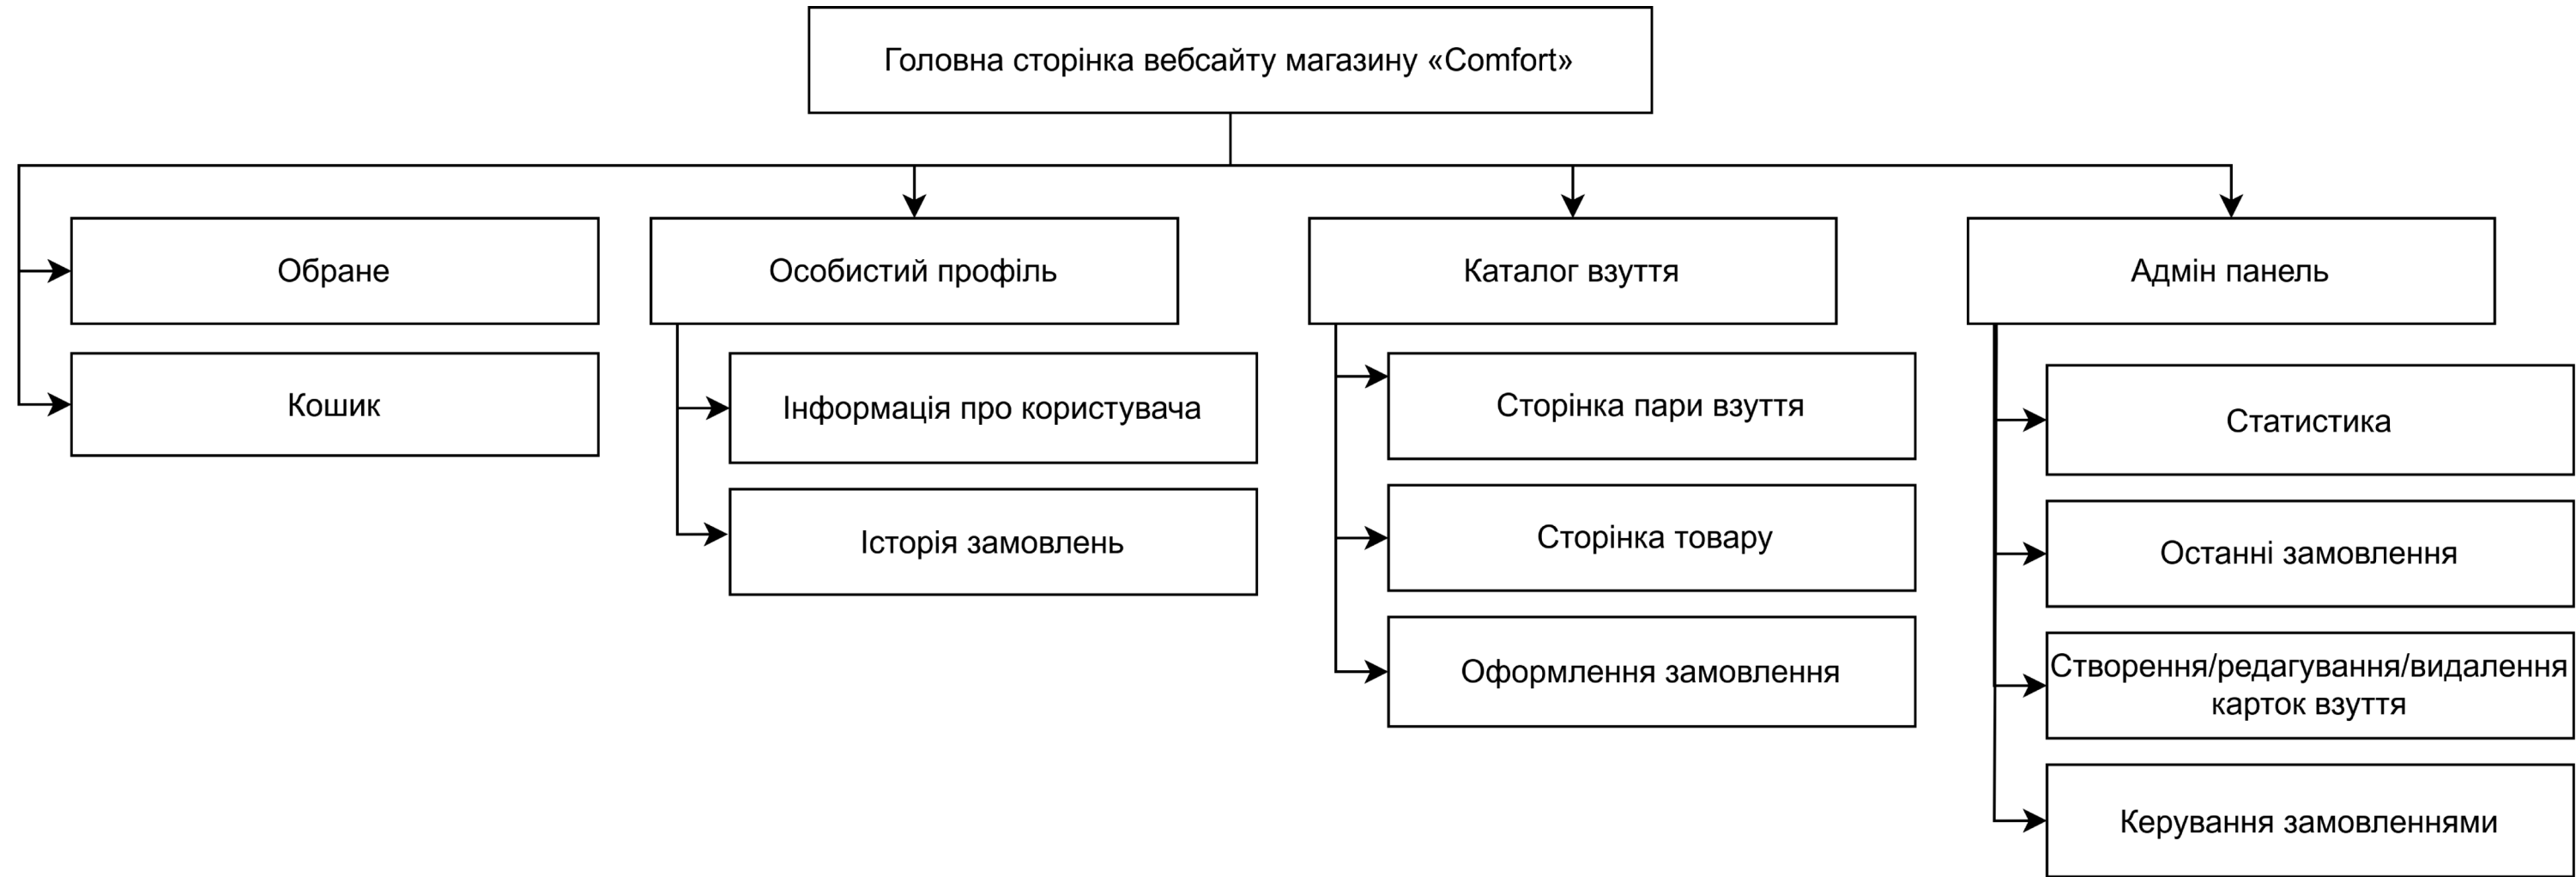 Головна сторінка вебсайту магазину «Comfort»
Обране
Кошик
Особистий профіль
Інформація про користувача
Історія замовлень
Каталог взуття
Сторінка пари взуття
Сторінка товару
Оформлення замовлення
Адмін панель
Статистика
Останні замовлення
Створення/редагування/видалення
карток взуття
Керування замовленнями